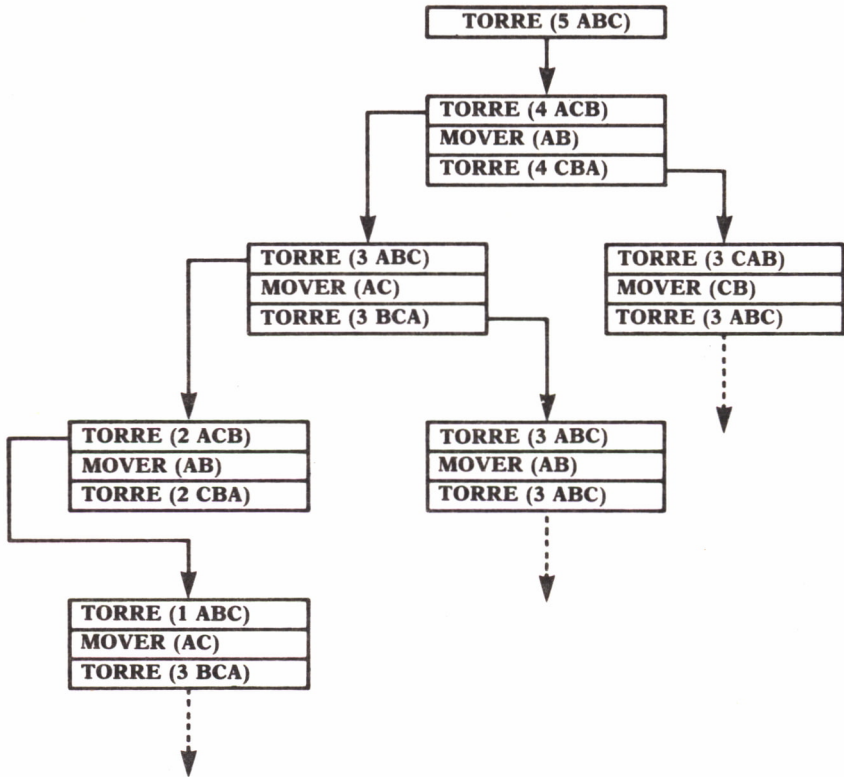 TORRE (5 ABC)
TORRE (4 ACB)
MOVER (AB)
TORRE (4 CBA)
TORRE (3 ABC)
MOVER (AC)
TORRE (3 BCA)
TORRE (3 CAB)
MOVER (CB)
TORRE (3 ABC)
TORRE (2 ACB)
MOVER (AB)
TORRE (2 CBA)
TORRE (3 ABC)
MOVER (AB)
TORRE (3 ABC)
TORRE (1 ABC)
MOVER (AC)
TORRE (3 BCA)